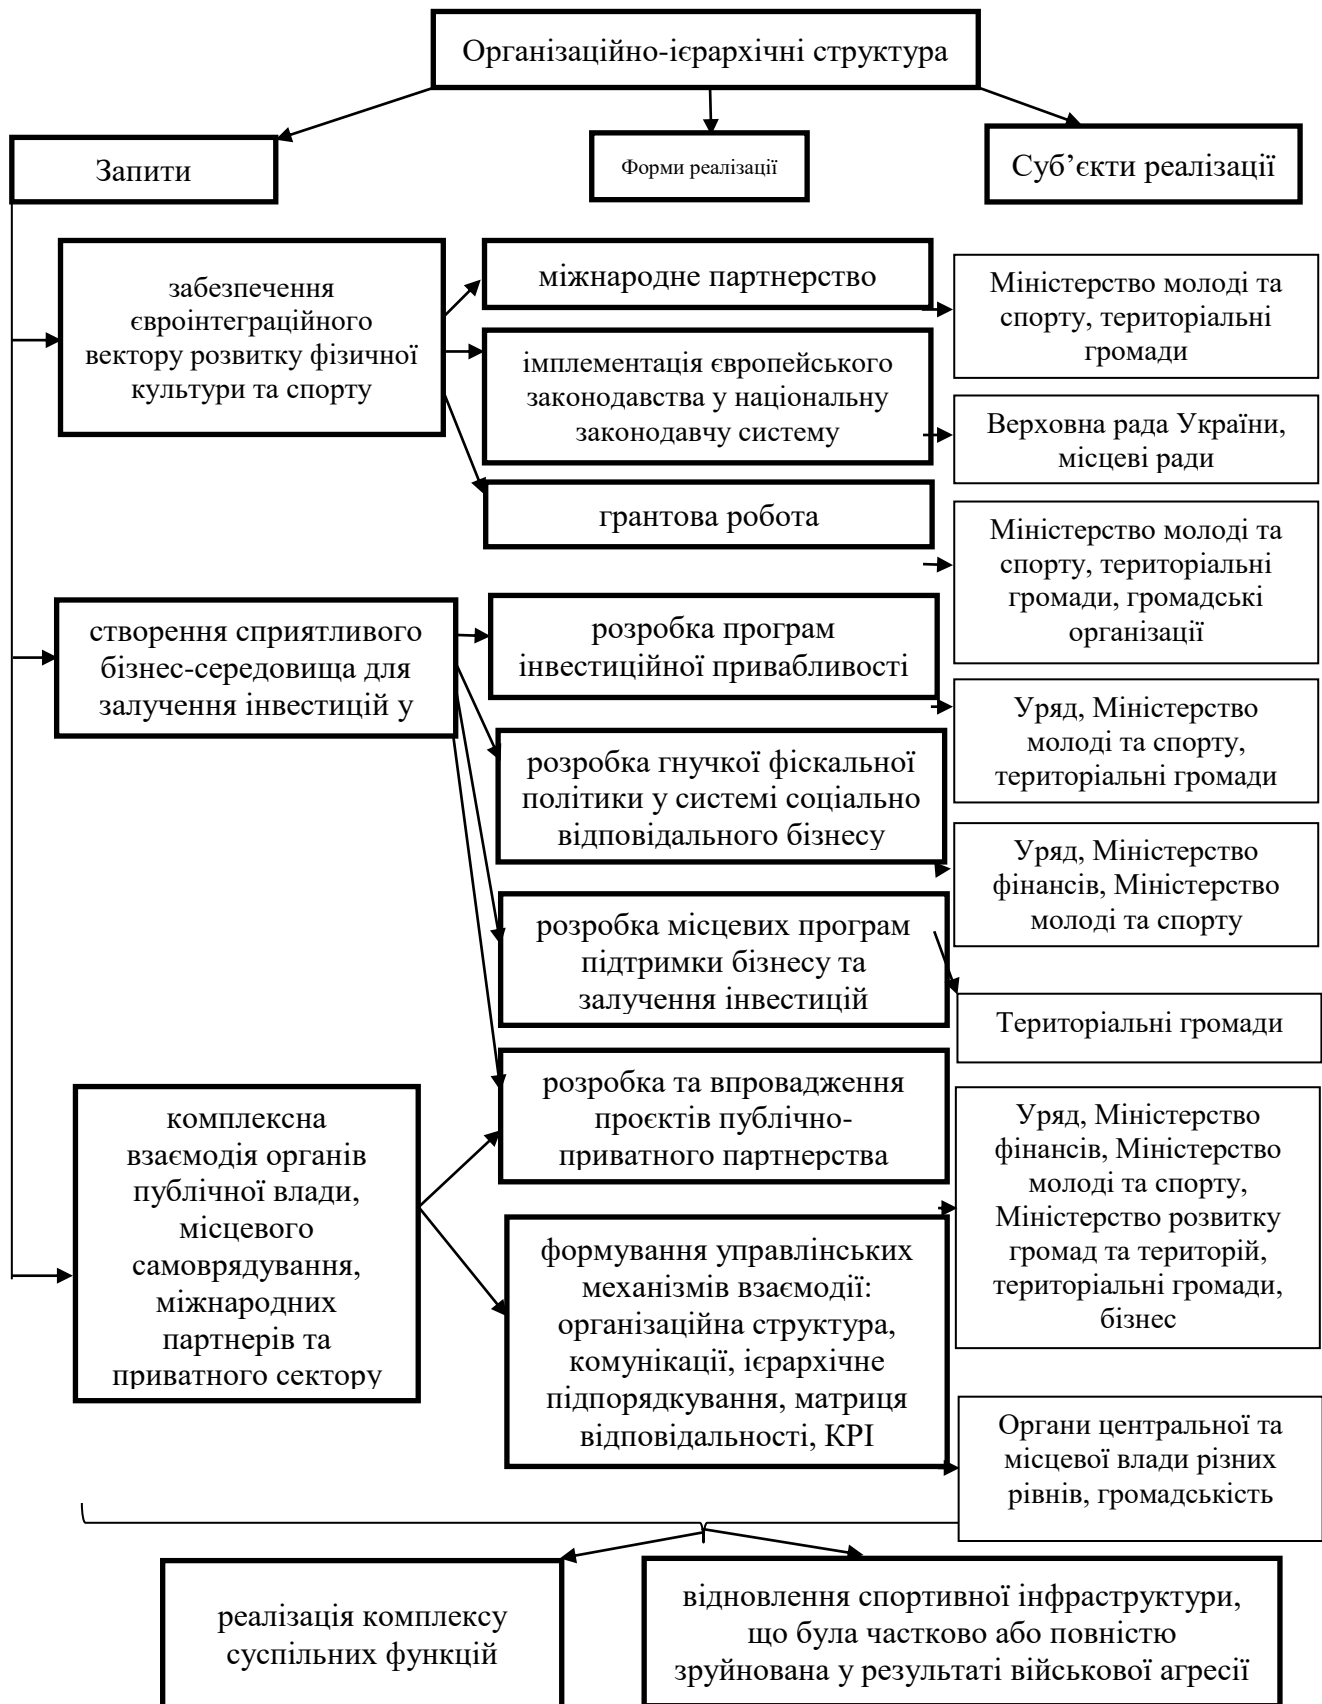 Організаційно-ієрархічні структура
Запити
Форми реалізації
Суб’єкти реалізації
забезпечення
євроінтеграційного
вектору розвитку фізичної
культури та спорту
міжнародне партнерство
імплементація європейського
законодавства у національну
законодавчу систему
грантова робота
Міністерство молоді та
спорту, територіальні
громади
Верховна рада України,
місцеві ради
Міністерство молоді та
спорту, територіальні
громади, громадські
організації
створення сприятливого
бізнес-середовища для
залучення інвестицій у
розробка програм
інвестиційної привабливості
розробка гнучкої фіскальної
політики у системі соціально
відповідального бізнесу
розробка місцевих програм
підтримки бізнесу та
залучення інвестицій
розробка та впровадження
проєктів публічно-
приватного партнерства
Уряд, Міністерство
молоді та спорту,
територіальні громади
Уряд, Міністерство
фінансів, Міністерство
молоді та спорту
Територіальні громади
Уряд, Міністерство
фінансів, Міністерство
молоді та спорту,
Міністерство розвитку
громад та територій,
територіальні громади,
бізнес
комплексна
взаємодія органів
публічної влади,
місцевого
самоврядування,
міжнародних
партнерів та
приватного сектору
формування управлінських
механізмів взаємодії:
організаційна структура,
комунікації, ієрархічне
підпорядкування, матриця
відповідальності, КРІ
Органи центральної та
місцевої влади різних
рівнів, громадськість
реалізація комплексу
суспільних функцій
відновлення спортивної інфраструктури,
що була частково або повністю
зруйнована у результаті військової агресії